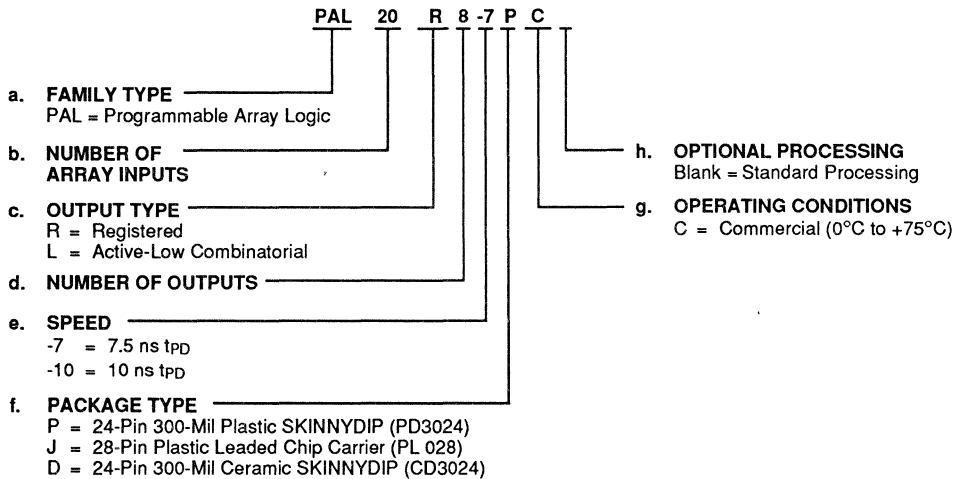 PAL 20 R 8 -7 P C
a. FAMILY TYPE
PAL = Programmable Array Logic
b. NUMBER OF
ARRAY INPUTS
c. OUTPUT TYPE
R = Registered
L = Active-Low Combinatorial
d. NUMBER OF OUTPUTS
e. SPEED
-7 = 7.5 ns tPD
-10 = 10 ns tPD
f. PACKAGE TYPE
P = 24-Pin 300-Mil Plastic SKINNYDIP (PD3024)
J = 28-Pin Plastic Leaded Chip Carrier (PL 028)
D = 24-Pin 300-Mil Ceramic SKINNYDIP (CD3024)
h. OPTIONAL PROCESSING
Blank = Standard Processing
g. OPERATING CONDITIONS
C = Commercial (0°C to +75°C)